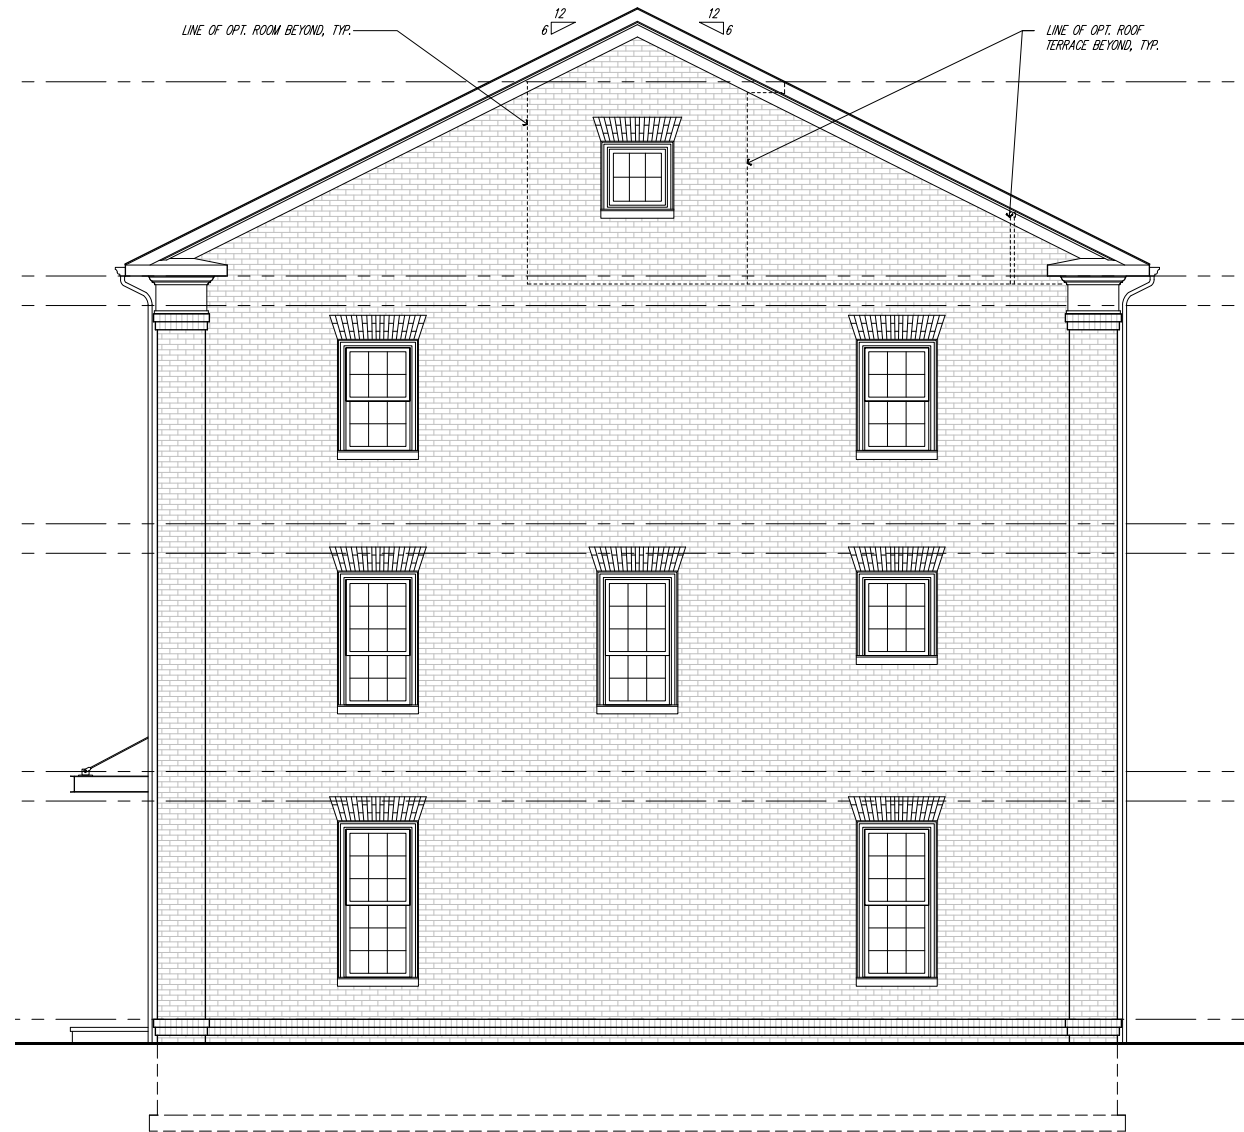 LINE OF OPT. ROOM BEYOND, TYP.
12
6
12
6
LINE OF OPT. ROOF
TERRACE BEYOND, TYP.